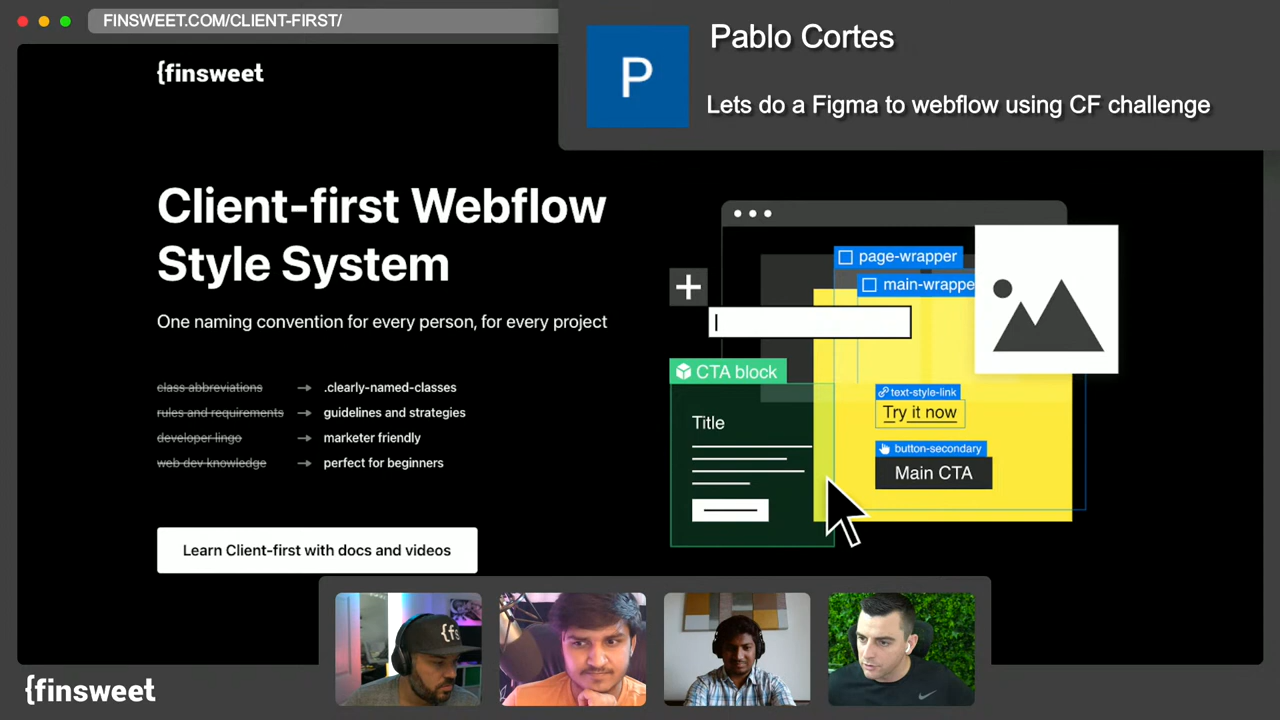 FINSWEET.COM/CLIENT-FIRST/
P
Pablo Cortes
Lets do a Figma to webflow using CF challenge
{finsweet
Client-first Webflow
Style System
One naming convention for every person, for every project
class abbreviations → .clearly-named-classes
rules and requirements → guidelines and strategies
developer lingo → marketer friendly
web dev knowledge → perfect for beginners
Learn Client-first with docs and videos
page-wrapper
main-wrappe
+
CTA block
Title
text-style-link
Try it now
button-secondary
Main CTA
{fs
{finsweet